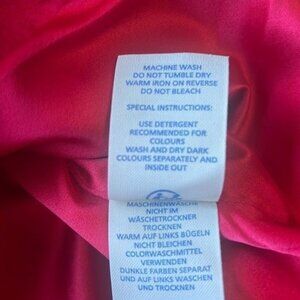 MACHINE WASH
DO NOT TUMBLE DRY
WARM IRON ON REVERSE
DO NOT BLEACH
SPECIAL INSTRUCTIONS:
USE DETERGENT
RECOMMENDED FOR
COLOURS
WASH AND DRY DARK
COLOURS SEPARATELY AND
INSIDE OUT
MASCHINENWÄSCHE
NICHT IM
WÄSCHETROCKNER
TROCKNEN
WARM AUF LINKS BÜGELN
NICHT BLEICHEN
COLORWASCHMITTEL
VERWENDEN
DUNKLE FARBEN SEPARAT
UND AUF LINKS WASCHEN
UND TROCKNEN